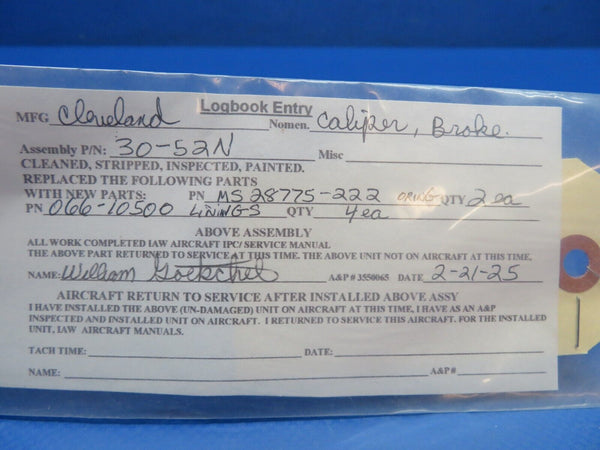 Logbook Entry
MFG Cleveland Nomen. Caliper, Brake.
Assembly P/N: 30-52N Misc
CLEANED, STRIPPED, INSPECTED, PAINTED.
REPLACED THE FOLLOWING PARTS
WITH NEW PARTS: PN MS 28775-222 ORING QTY 2 ea
PN 066-10500 LININGS QTY 4 ea
ABOVE ASSEMBLY
ALL WORK COMPLETED IAW AIRCRAFT IPC/ SERVICE MANUAL
THE ABOVE PART RETURNED TO SERVICE AT THIS TIME. THE ABOVE UNIT NOT ON AIRCRAFT AT THIS TIME,
NAME: William A&P # 3550065 DATE 2-21-25
AIRCRAFT RETURN TO SERVICE AFTER INSTALLED ABOVE ASSY
I HAVE INSTALLED THE ABOVE (UN-DAMAGED) UNIT ON AIRCRAFT AT THIS TIME, I HAVE AS AN A&P
INSPECTED AND INSTALLED UNIT ON AIRCRAFT. I RETURNED TO SERVICE THIS AIRCRAFT. FOR THE INSTALLED
UNIT, IAW AIRCRAFT MANUALS.
TACH TIME: DATE:
NAME: A&P#